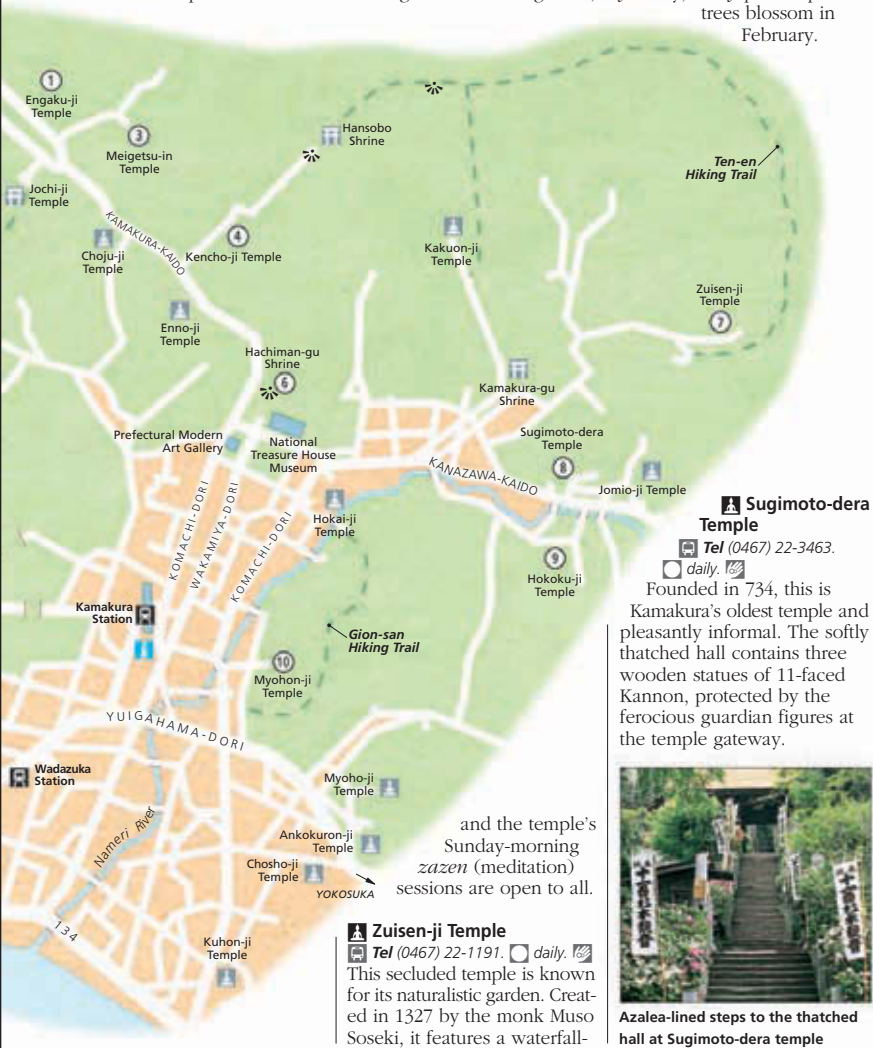 trees blossom in
February.
1
Engaku-ji
Temple
3
Meigetsu-in
Temple
Hansobo
Shrine
Ten-en
Hiking Trail
Jochi-ji
Temple
KAMAKURA-KAIDO
Choju-ji
Temple
4
Kencho-ji Temple
Kakuon-ji
Temple
Zuisen-ji
Temple
7
Enno-ji
Temple
Hachiman-gu
Shrine
6
Kamakura-gu
Shrine
Prefectural Modern
Art Gallery
National
Treasure House
Museum
Sugimoto-dera
Temple
8
KANAZAWA-KAIDO
Jomio-ji Temple
KOMACHI-DORI
WAKAMIYA-DORI
KOMACHI-DORI
Hokai-ji
Temple
9
Hokoku-ji
Temple
Kamakura
Station
Gion-san
Hiking Trail
10
Myohon-ji
Temple
YUIGAHAMA-DORI
Wadazuka
Station
Nameri River
Myoho-ji
Temple
Ankokuron-ji
Temple
Chosho-ji
Temple
YOKOSUKA
134
Kuhon-ji
Temple
and the temple's
Sunday-morning
zazen (meditation)
sessions are open to all.
Zuisen-ji Temple
Tel (0467) 22-1191. daily.
This secluded temple is known
for its naturalistic garden. Creat-
ed in 1327 by the monk Muso
Soseki, it features a waterfall-
Sugimoto-dera
Temple
Tel (0467) 22-3463.
daily.
Founded in 734, this is
Kamakura's oldest temple and
pleasantly informal. The softly
thatched hall contains three
wooden statues of 11-faced
Kannon, protected by the
ferocious guardian figures at
the temple gateway.
Azalea-lined steps to the thatched
hall at Sugimoto-dera temple